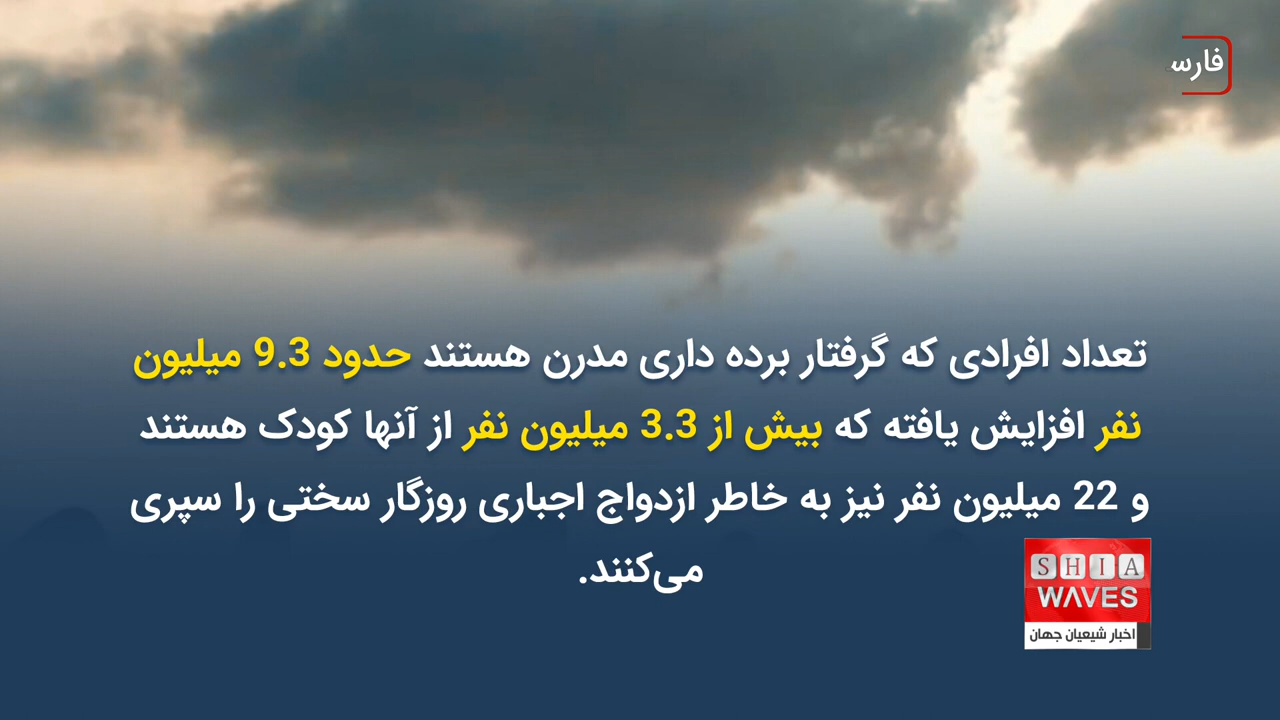 فارس
تعداد افرادی که گرفتار برده داری مدرن هستند حدود 9.3 میلیون
نفر افزایش یافته که بیش از 3.3 میلیون نفر از آنها کودک هستند
و 22 میلیون نفر نیز به خاطر ازدواج اجباری روزگار سختی را سپری
می‌کنند.
SHIA
WAVES
اخبار شیعیان جهان